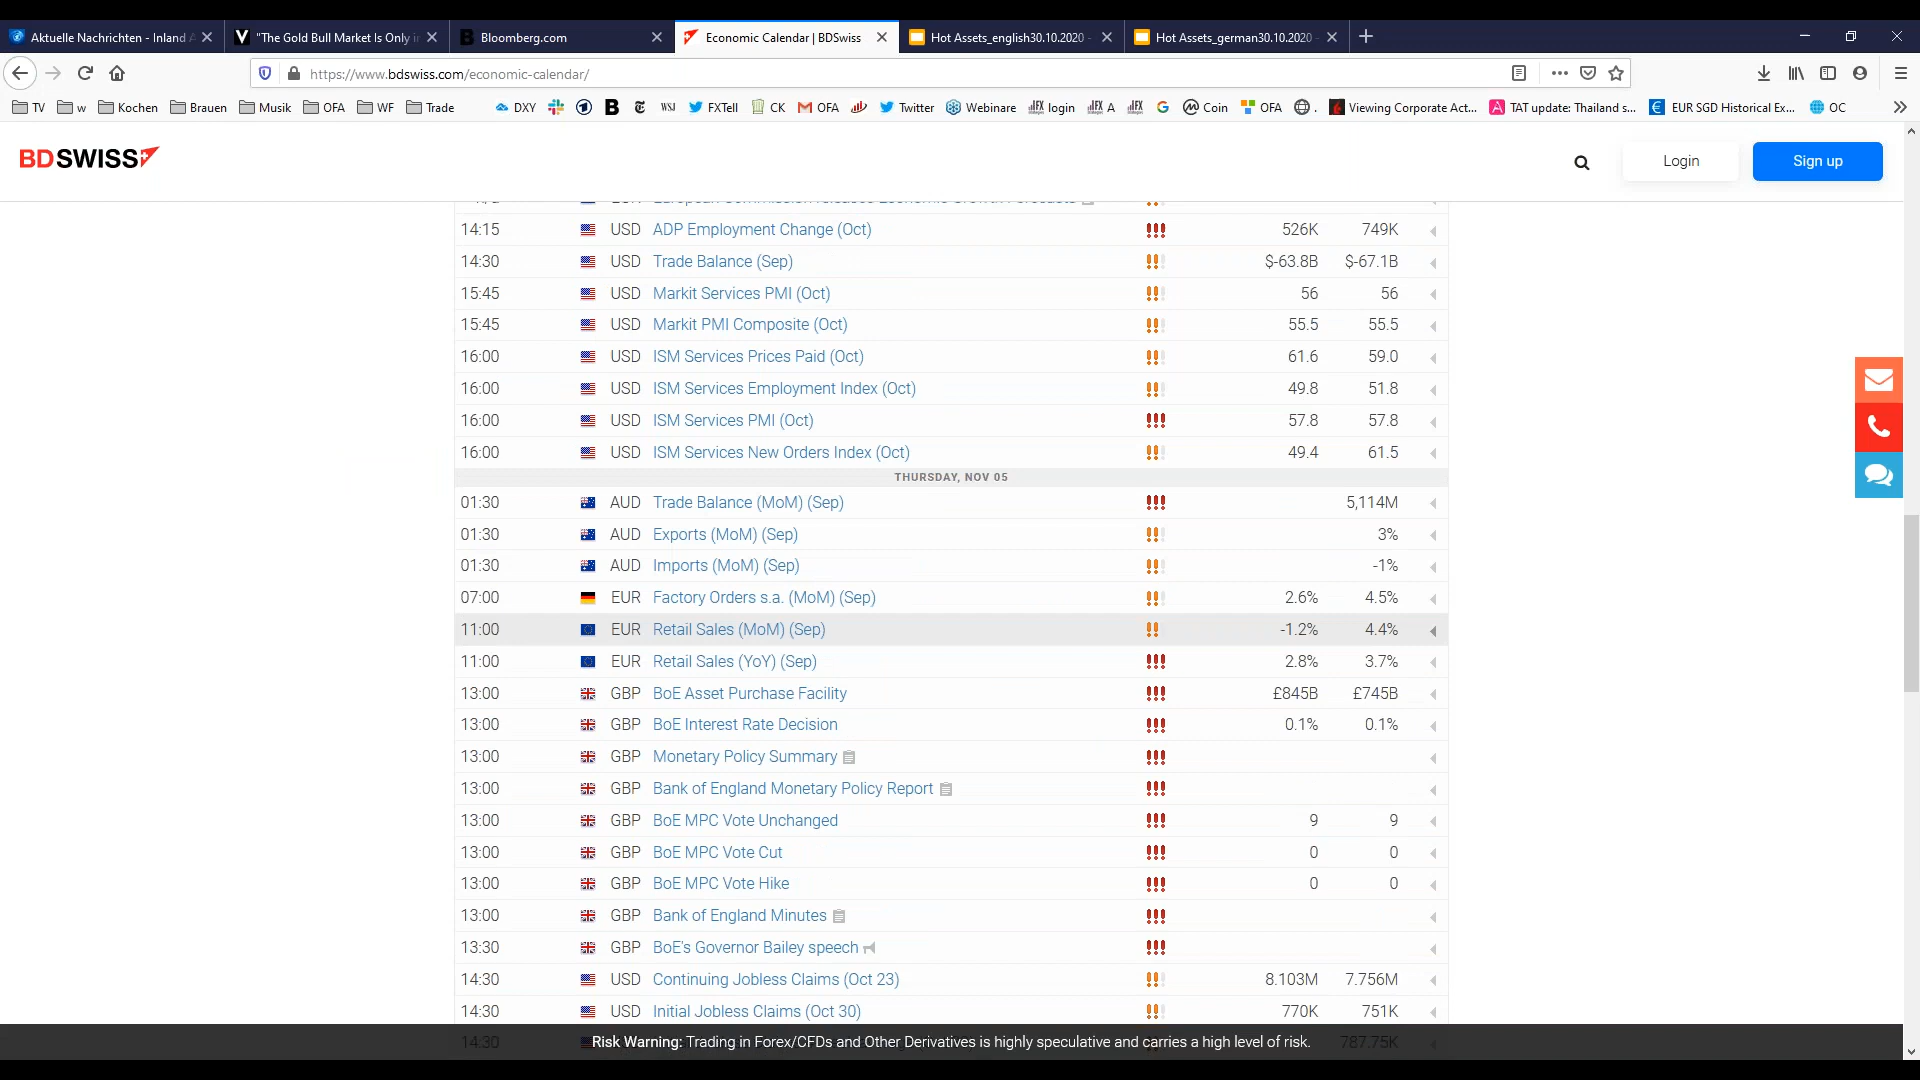 Aktuelle Nachrichten - Inland A
"The Gold Bull Market Is Only i
Bloomberg.com
Economic Calendar | BDSwiss
Hot Assets_english30.10.2020 -
Hot Assets_german30.10.2020 -
https://www.bdswiss.com/economic-calendar/
TV w Kochen Brauen Musik OFA WF Trade DXY FXTell CK OFA Twitter Webinare login A Coin OFA . Viewing Corporate Act... TAT update: Thailand s... EUR SGD Historical Ex... OC
BDSWISS
Login
Sign up
14:15 USD ADP Employment Change (Oct) 526K 749K
14:30 USD Trade Balance (Sep) $-63.8B $-67.1B
15:45 USD Markit Services PMI (Oct) 56 56
15:45 USD Markit PMI Composite (Oct) 55.5 55.5
16:00 USD ISM Services Prices Paid (Oct) 61.6 59.0
16:00 USD ISM Services Employment Index (Oct) 49.8 51.8
16:00 USD ISM Services PMI (Oct) 57.8 57.8
16:00 USD ISM Services New Orders Index (Oct) 49.4 61.5
THURSDAY, NOV 05
01:30 AUD Trade Balance (MoM) (Sep) 5,114M
01:30 AUD Exports (MoM) (Sep) 3%
01:30 AUD Imports (MoM) (Sep) -1%
07:00 EUR Factory Orders s.a. (MoM) (Sep) 2.6% 4.5%
11:00 EUR Retail Sales (MoM) (Sep) -1.2% 4.4%
11:00 EUR Retail Sales (YoY) (Sep) 2.8% 3.7%
13:00 GBP BoE Asset Purchase Facility £845B £745B
13:00 GBP BoE Interest Rate Decision 0.1% 0.1%
13:00 GBP Monetary Policy Summary
13:00 GBP Bank of England Monetary Policy Report
13:00 GBP BoE MPC Vote Unchanged 9 9
13:00 GBP BoE MPC Vote Cut 0 0
13:00 GBP BoE MPC Vote Hike 0 0
13:00 GBP Bank of England Minutes
13:30 GBP BoE's Governor Bailey speech
14:30 USD Continuing Jobless Claims (Oct 23) 8.103M 7.756M
14:30 USD Initial Jobless Claims (Oct 30) 770K 751K
14:30 787.75K
Risk Warning: Trading in Forex/CFDs and Other Derivatives is highly speculative and carries a high level of risk.